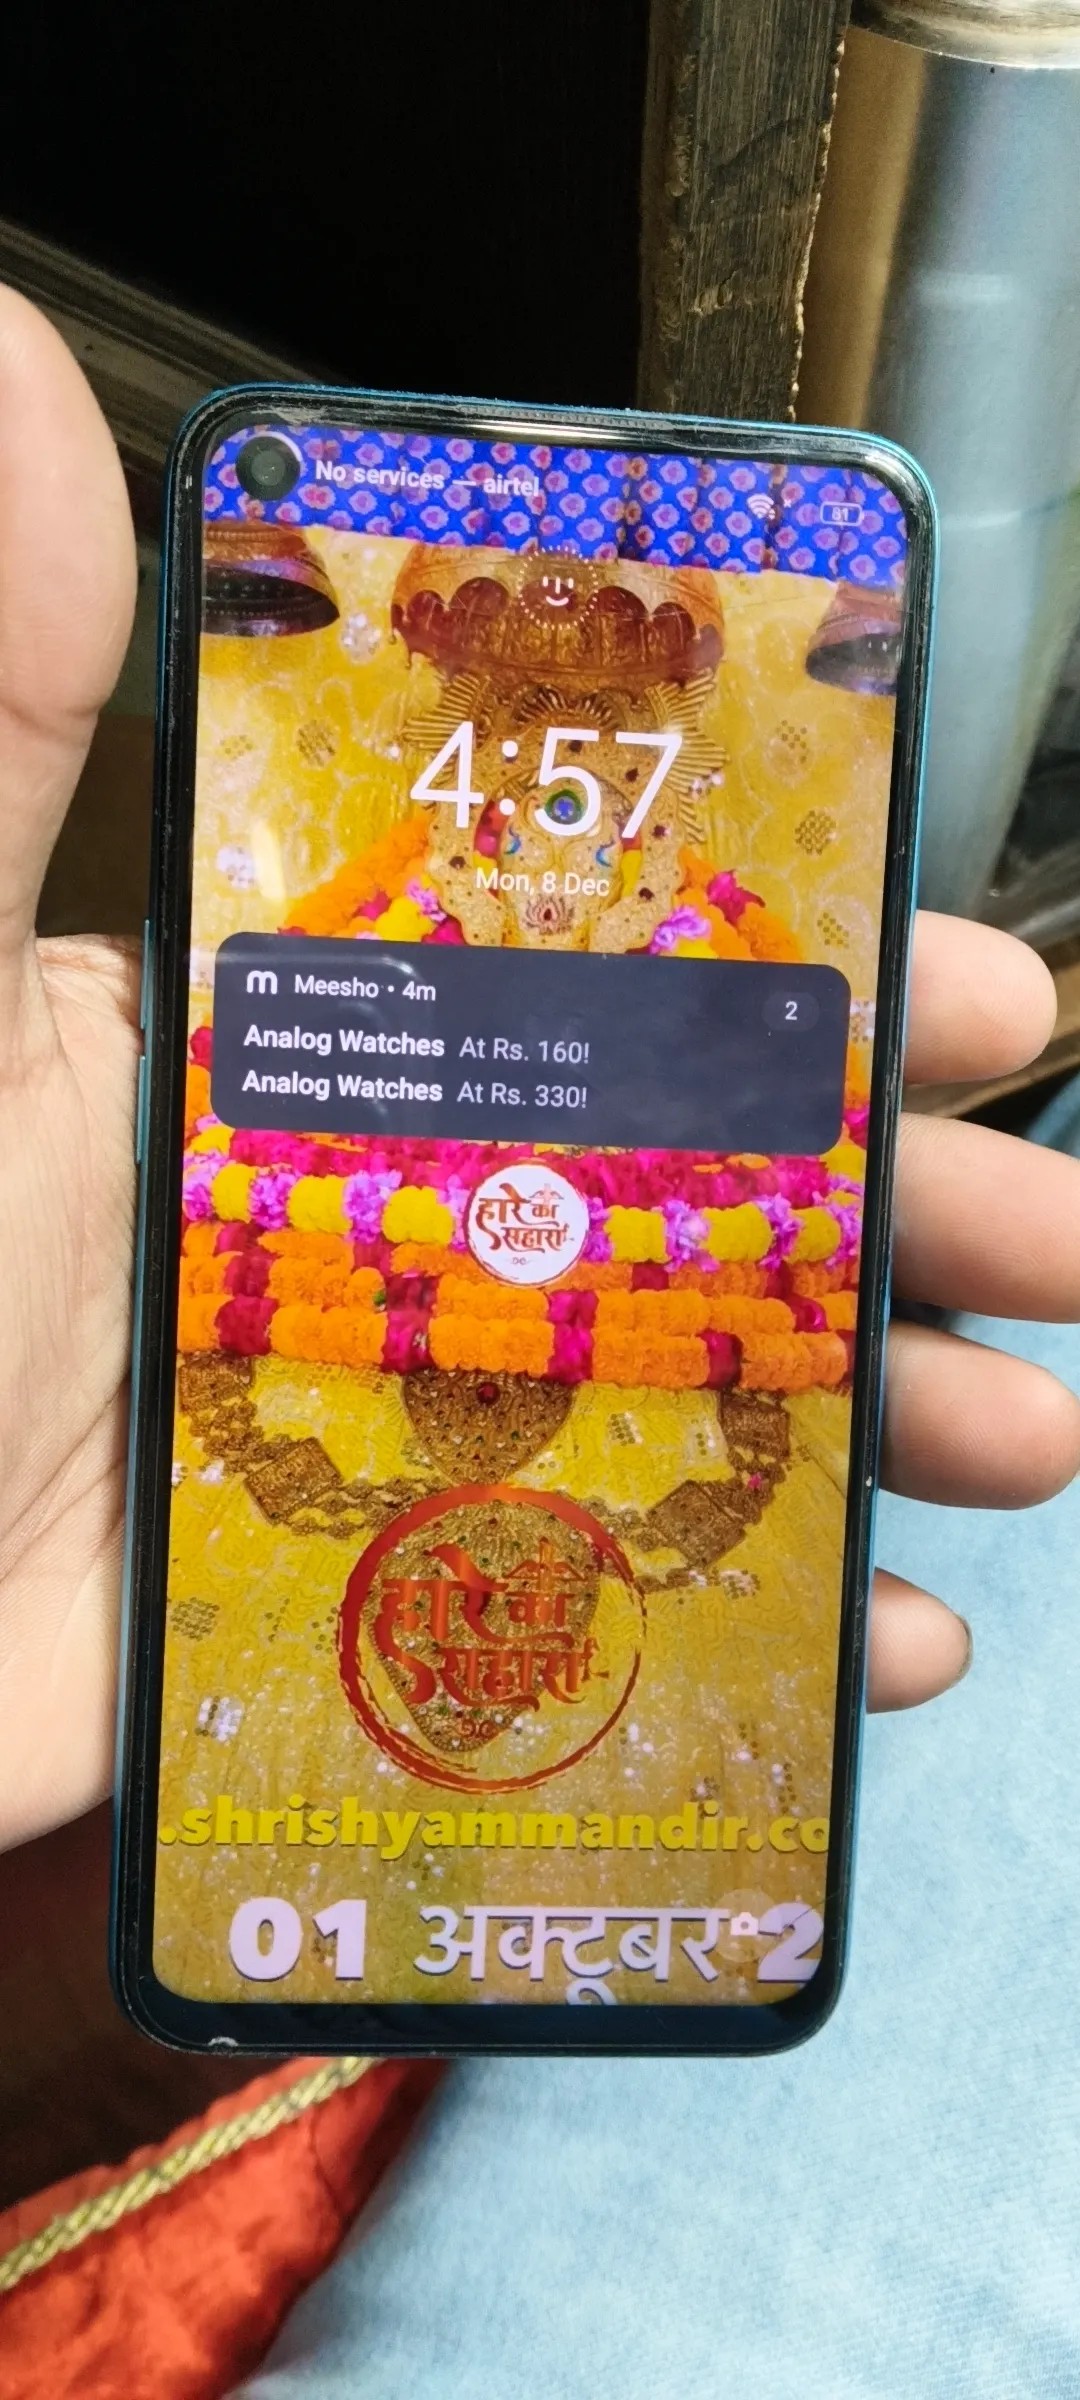 No services — airtel
81
4:57
Mon, 8 Dec
m Meesho • 4m
2
Analog Watches At Rs. 160!
Analog Watches At Rs. 330!
हारे का
सहारा
हारे का
सहारा
.shrishyammandir.co
01 अक्टूबर 2